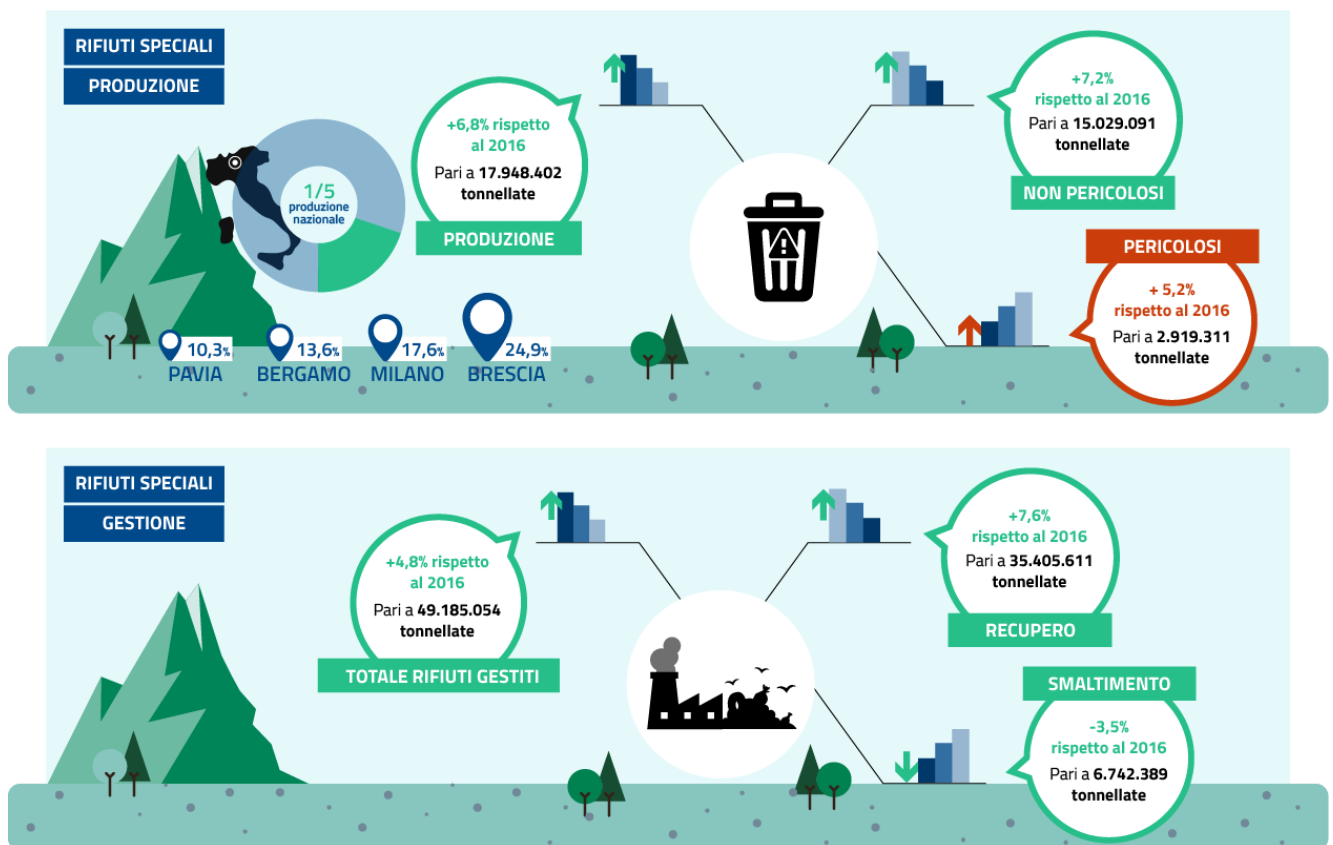 RIFIUTI SPECIALI
PRODUZIONE
1/5
produzione
nazionale
+6,8% rispetto
al 2016
Pari a 17.948.402
tonnellate
PRODUZIONE
+7,2%
rispetto al 2016
Pari a 15.029.091
tonnellate
NON PERICOLOSI
PERICOLOSI
+ 5,2%
rispetto al 2016
Pari a 2.919.311
tonnellate
10,3%
PAVIA
13,6%
BERGAMO
17,6%
MILANO
24,9%
BRESCIA
RIFIUTI SPECIALI
GESTIONE
+4,8% rispetto
al 2016
Pari a 49.185.054
tonnellate
TOTALE RIFIUTI GESTITI
+7,6%
rispetto al 2016
Pari a 35.405.611
tonnellate
RECUPERO
SMALTIMENTO
-3,5%
rispetto al 2016
Pari a 6.742.389
tonnellate